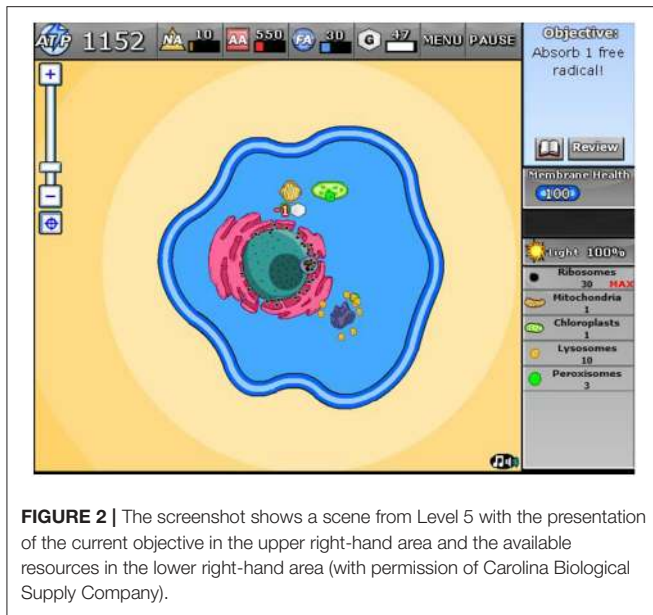 ATP 1152 NA 10 AA 550 FA 30 G 47 MENU PAUSE
Objective:
Absorb 1 free
radical!
Review
Membrane Health
100
-1
Light 100%
Ribosomes
30 MAX
Mitochondria
1
Chloroplasts
1
Lysosomes
10
Peroxisomes
3
FIGURE 2 | The screenshot shows a scene from Level 5 with the presentation
of the current objective in the upper right-hand area and the available
resources in the lower right-hand area (with permission of Carolina Biological
Supply Company).